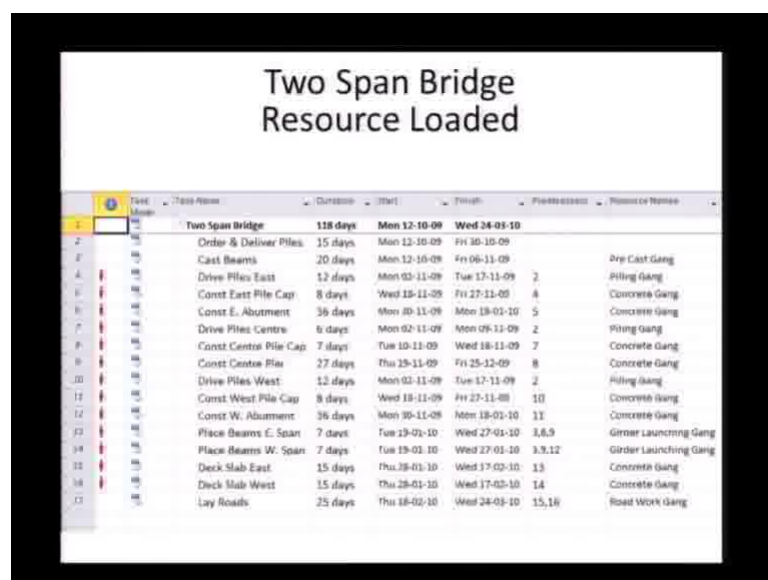 Two Span Bridge
Resource Loaded
Task Mode Task Name Duration Start Finish Predecessors Resource Names
1 Two Span Bridge 118 days Mon 12-10-09 Wed 24-03-10
2 Order & Deliver Piles 15 days Mon 12-10-09 Fri 30-10-09
3 Cast Beams 20 days Mon 12-10-09 Fri 06-11-09 Pre Cast Gang
4 Drive Piles East 12 days Mon 02-11-09 Tue 17-11-09 2 Piling Gang
5 Const East Pile Cap 8 days Wed 18-11-09 Fri 27-11-09 4 Concrete Gang
6 Const E. Abutment 36 days Mon 30-11-09 Mon 18-01-10 5 Concrete Gang
7 Drive Piles Centre 6 days Mon 02-11-09 Mon 09-11-09 2 Piling Gang
8 Const Centre Pile Cap 7 days Tue 10-11-09 Wed 18-11-09 7 Concrete Gang
9 Const Centre Pier 27 days Thu 19-11-09 Fri 25-12-09 8 Concrete Gang
10 Drive Piles West 12 days Mon 02-11-09 Tue 17-11-09 2 Piling Gang
11 Const West Pile Cap 8 days Wed 18-11-09 Fri 27-11-09 10 Concrete Gang
12 Const W. Abutment 36 days Mon 30-11-09 Mon 18-01-10 11 Concrete Gang
13 Place Beams E. Span 7 days Tue 19-01-10 Wed 27-01-10 3,6,9 Girder Launching Gang
14 Place Beams W. Span 7 days Tue 19-01-10 Wed 27-01-10 3,9,12 Girder Launching Gang
15 Deck Slab East 15 days Thu 28-01-10 Wed 17-02-10 13 Concrete Gang
16 Deck Slab West 15 days Thu 28-01-10 Wed 17-02-10 14 Concrete Gang
17 Lay Roads 25 days Thu 18-02-10 Wed 24-03-10 15,16 Road Work Gang